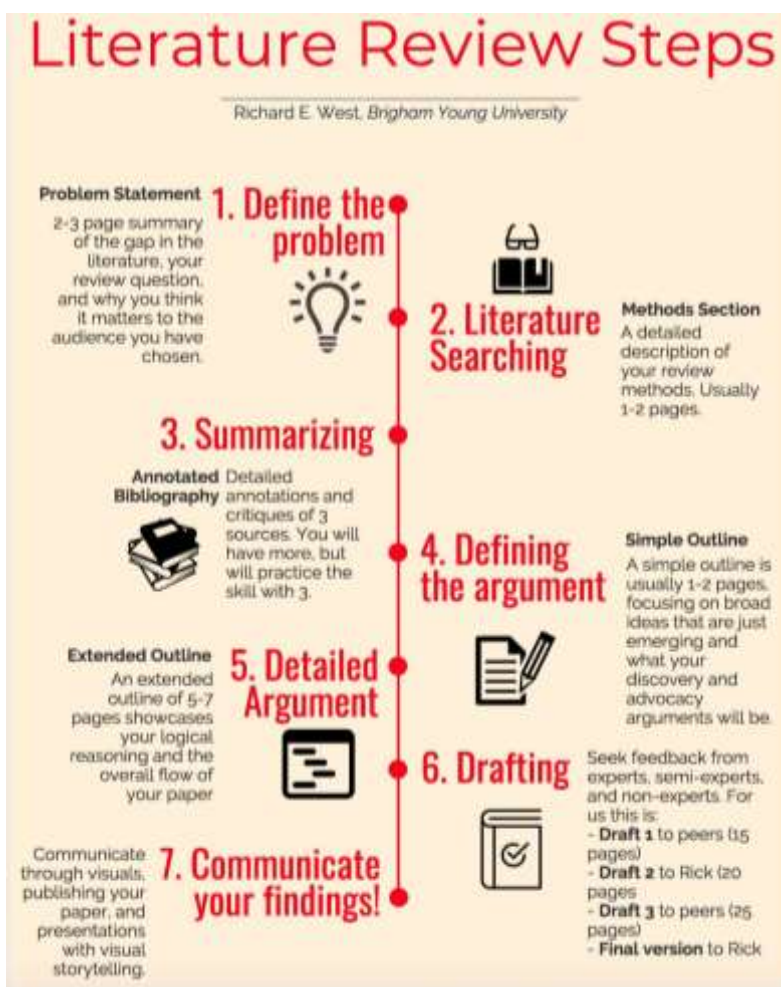 Literature Review Steps
Richard E. West, Brigham Young University
Problem Statement
2-3 page summary
of the gap in the
literature, your
review question,
and why you think
it matters to the
audience you have
chosen.
1. Define the
problem
2. Literature
Searching
Methods Section
A detailed
description of
your review
methods. Usually
1-2 pages.
3. Summarizing
Annotated
Bibliography
Detailed
annotations and
critiques of 3
sources. You will
have more, but
will practice the
skill with 3.
4. Defining
the argument
Simple Outline
A simple outline is
usually 1-2 pages,
focusing on broad
ideas that are just
emerging and
what your
discovery and
advocacy
arguments will be.
Extended Outline
An extended
outline of 5-7
pages showcases
your logical
reasoning and the
overall flow of
your paper
5. Detailed
Argument
6. Drafting
Seek feedback from
experts, semi-experts,
and non-experts. For
us this is:
- Draft 1 to peers (15
pages)
- Draft 2 to Rick (20
pages
- Draft 3 to peers (25
pages)
- Final version to Rick
Communicate
through visuals,
publishing your
paper, and
presentations
with visual
storytelling.
7. Communicate
your findings!